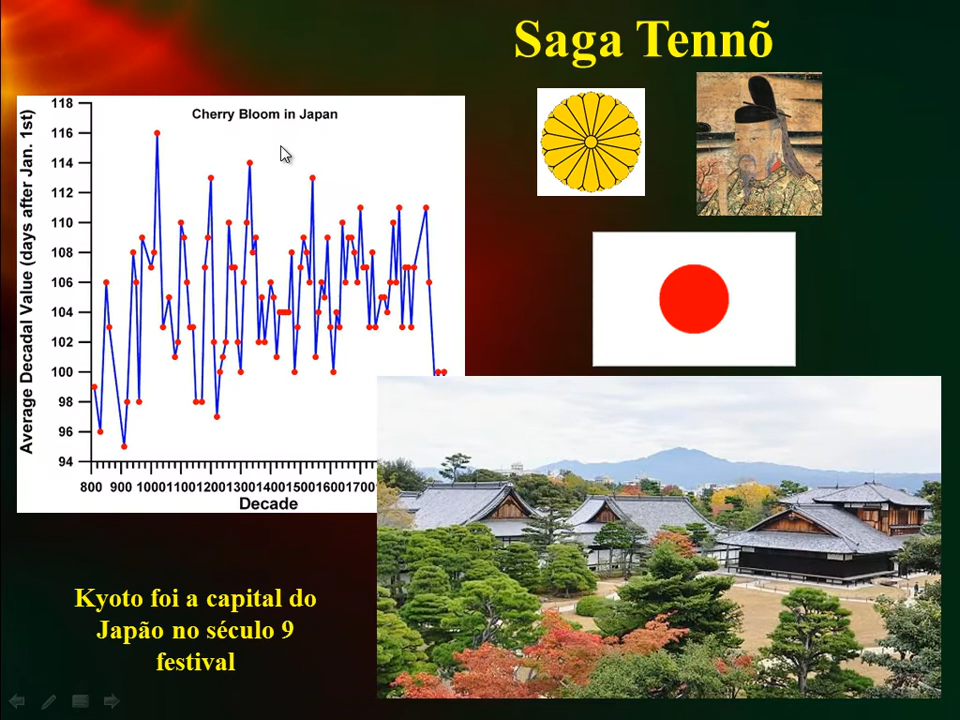 Saga Tennõ
Cherry Bloom in Japan
Average Decadal Value (days after Jan. 1st)
118
116
114
112
110
108
106
104
102
100
98
96
94
800 900 1000 1100 1200 1300 1400 1500 1600 1700
Decade
Kyoto foi a capital do
Japão no século 9
festival